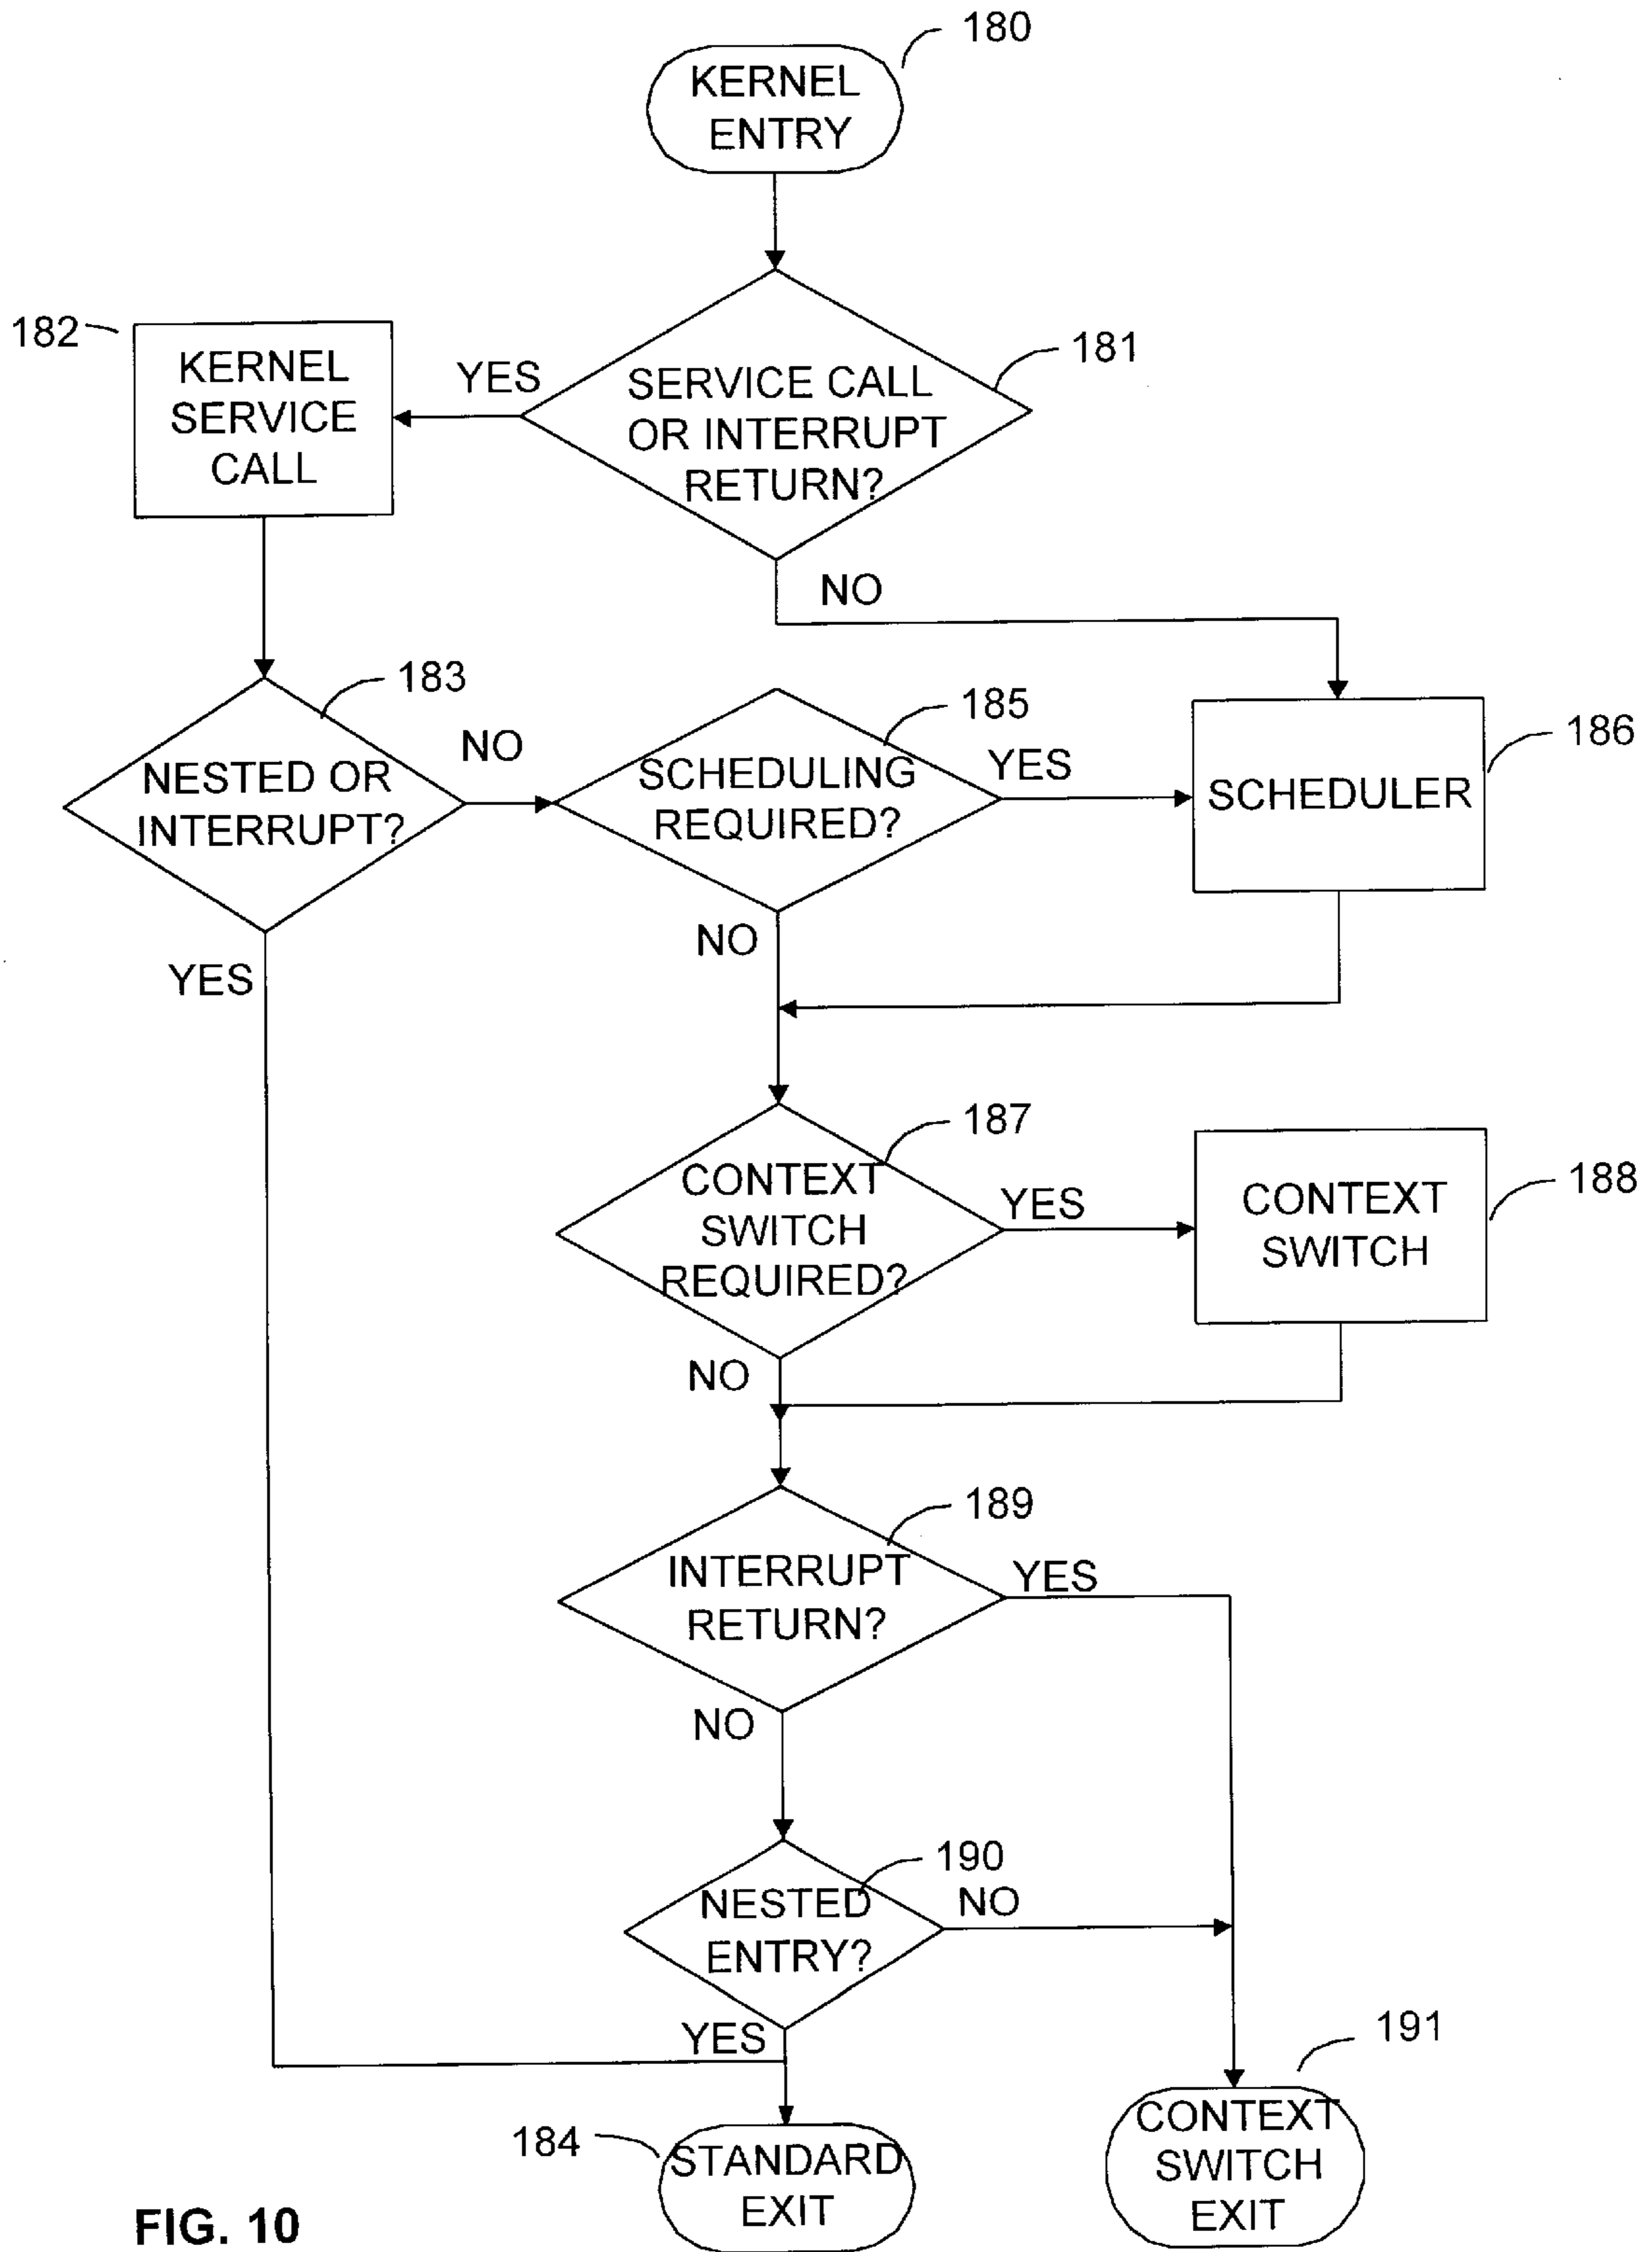 180
KERNEL
ENTRY
182
KERNEL
SERVICE
CALL
YES
181
SERVICE CALL
OR INTERRUPT
RETURN?
NO
183
NESTED OR
INTERRUPT?
NO
YES
185
SCHEDULING
REQUIRED?
YES
NO
186
SCHEDULER
187
CONTEXT
SWITCH
REQUIRED?
YES
NO
188
CONTEXT
SWITCH
189
INTERRUPT
RETURN?
YES
NO
190
NESTED
ENTRY?
NO
YES
184
STANDARD
EXIT
191
CONTEXT
SWITCH
EXIT
FIG. 10